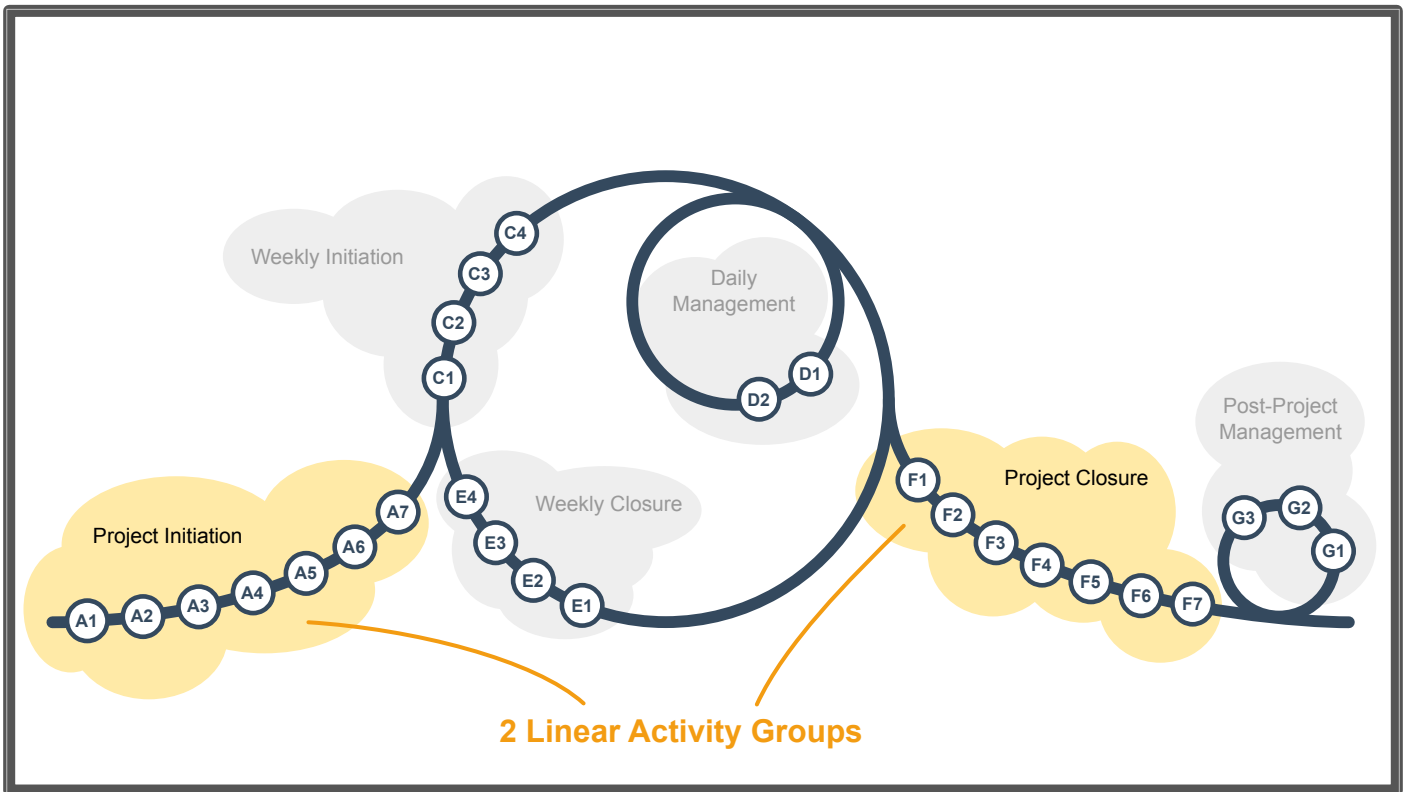 Weekly Initiation
C4
C3
C2
C1
Daily
Management
D1
D2
Post-Project
Management
G3
G2
G1
Project Initiation
A1
A2
A3
A4
A5
A6
A7
Weekly Closure
E4
E3
E2
E1
Project Closure
F1
F2
F3
F4
F5
F6
F7
2 Linear Activity Groups